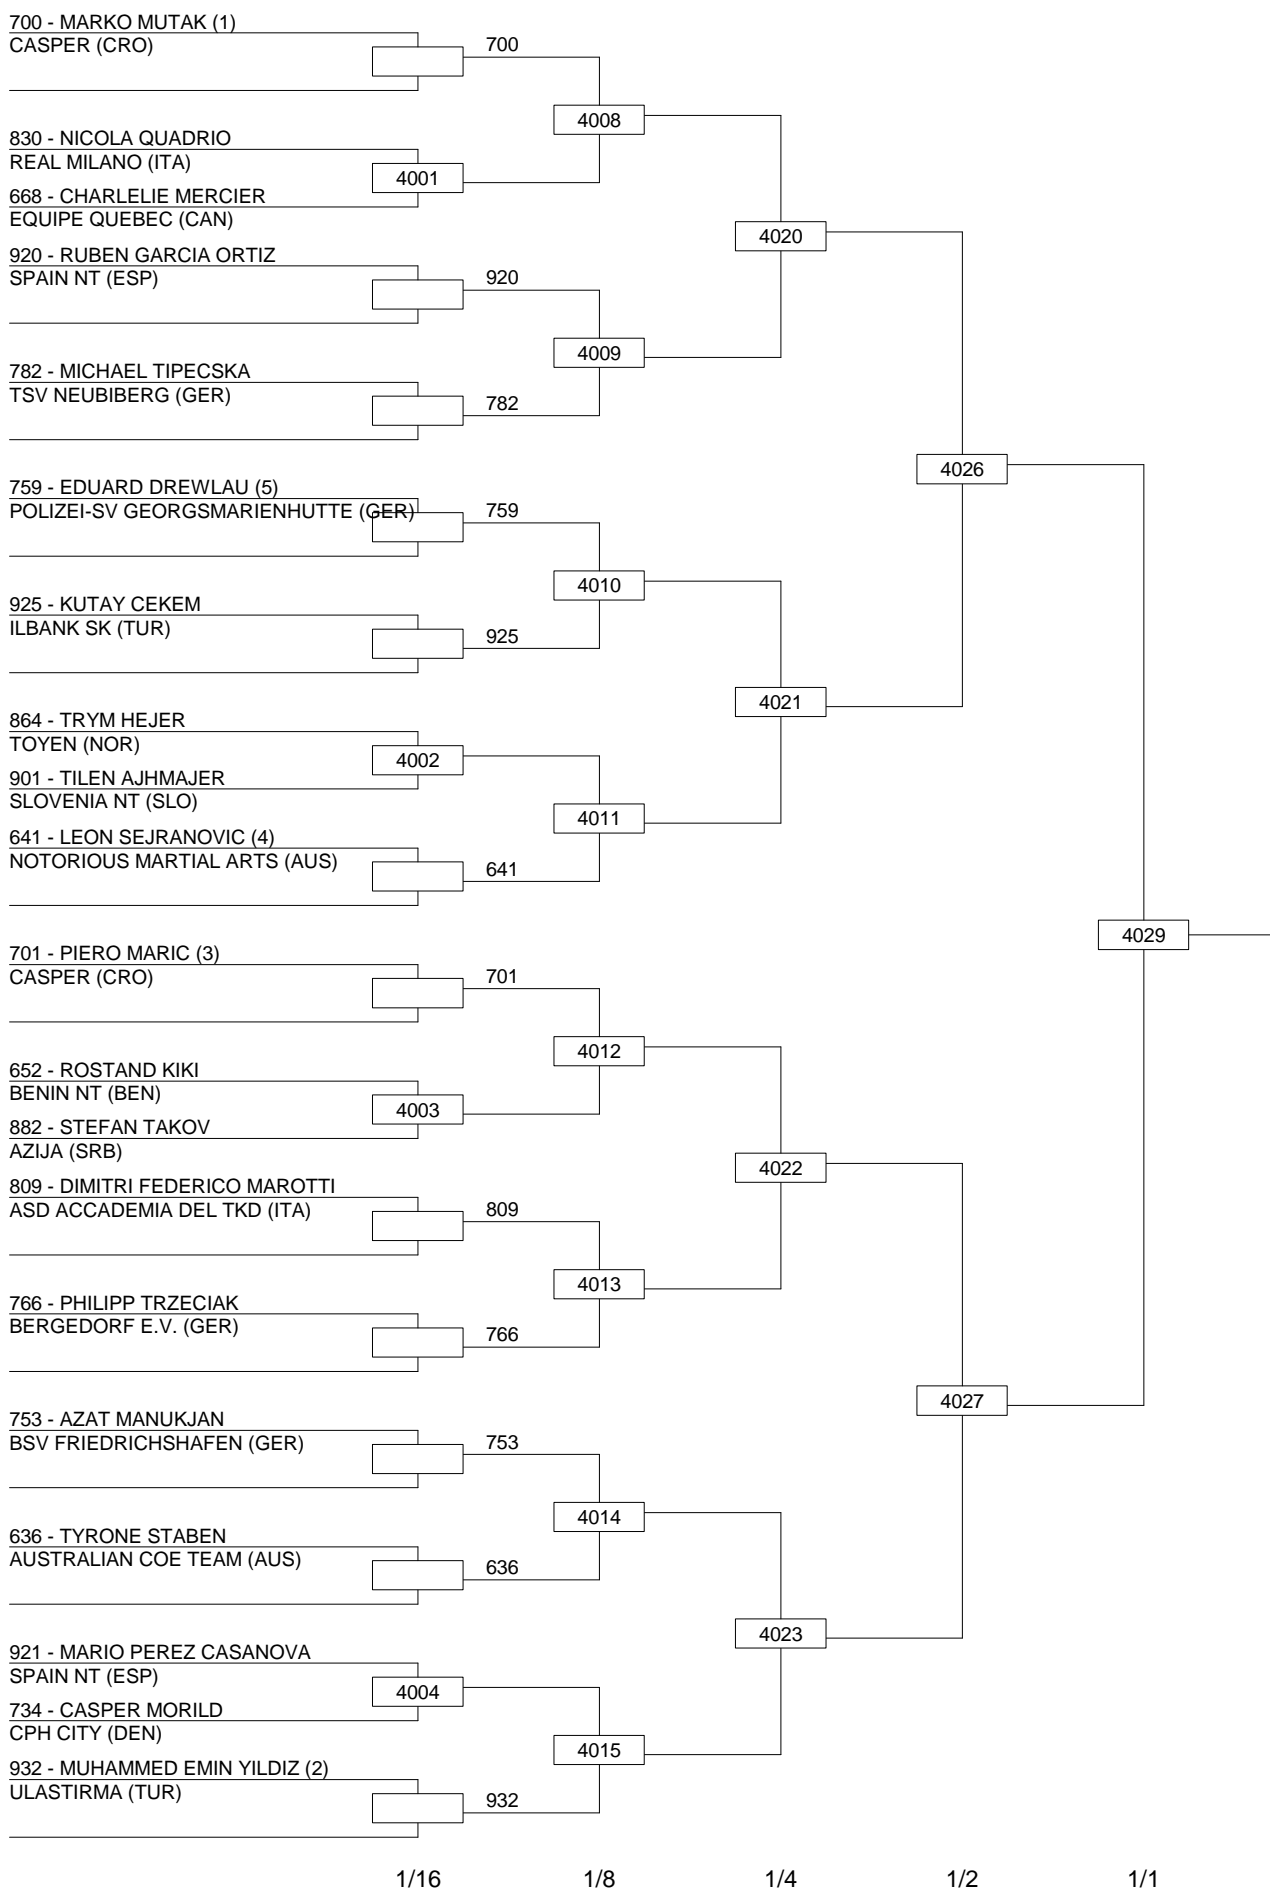 700 - MARKO MUTAK (1)
CASPER (CRO)
700
4008
830 - NICOLA QUADRIO
REAL MILANO (ITA)
4001
668 - CHARLELIE MERCIER
EQUIPE QUEBEC (CAN)
4020
920 - RUBEN GARCIA ORTIZ
SPAIN NT (ESP)
920
4009
782 - MICHAEL TIPECSKA
TSV NEUBIBERG (GER)
782
4026
759 - EDUARD DREWLAU (5)
POLIZEI-SV GEORGSMARIENHUTTE (GER)
759
4010
925 - KUTAY CEKEM
ILBANK SK (TUR)
925
4021
864 - TRYM HEJER
TOYEN (NOR)
4002
901 - TILEN AJHMAJER
SLOVENIA NT (SLO)
4011
641 - LEON SEJRANOVIC (4)
NOTORIOUS MARTIAL ARTS (AUS)
641
4029
701 - PIERO MARIC (3)
CASPER (CRO)
701
4012
652 - ROSTAND KIKI
BENIN NT (BEN)
4003
882 - STEFAN TAKOV
AZIJA (SRB)
4022
809 - DIMITRI FEDERICO MAROTTI
ASD ACCADEMIA DEL TKD (ITA)
809
4013
766 - PHILIPP TRZECIAK
BERGEDORF E.V. (GER)
766
4027
753 - AZAT MANUKJAN
BSV FRIEDRICHSHAFEN (GER)
753
4014
636 - TYRONE STABEN
AUSTRALIAN COE TEAM (AUS)
636
4023
921 - MARIO PEREZ CASANOVA
SPAIN NT (ESP)
4004
734 - CASPER MORILD
CPH CITY (DEN)
4015
932 - MUHAMMED EMIN YILDIZ (2)
ULASTIRMA (TUR)
932
1/16 1/8 1/4 1/2 1/1